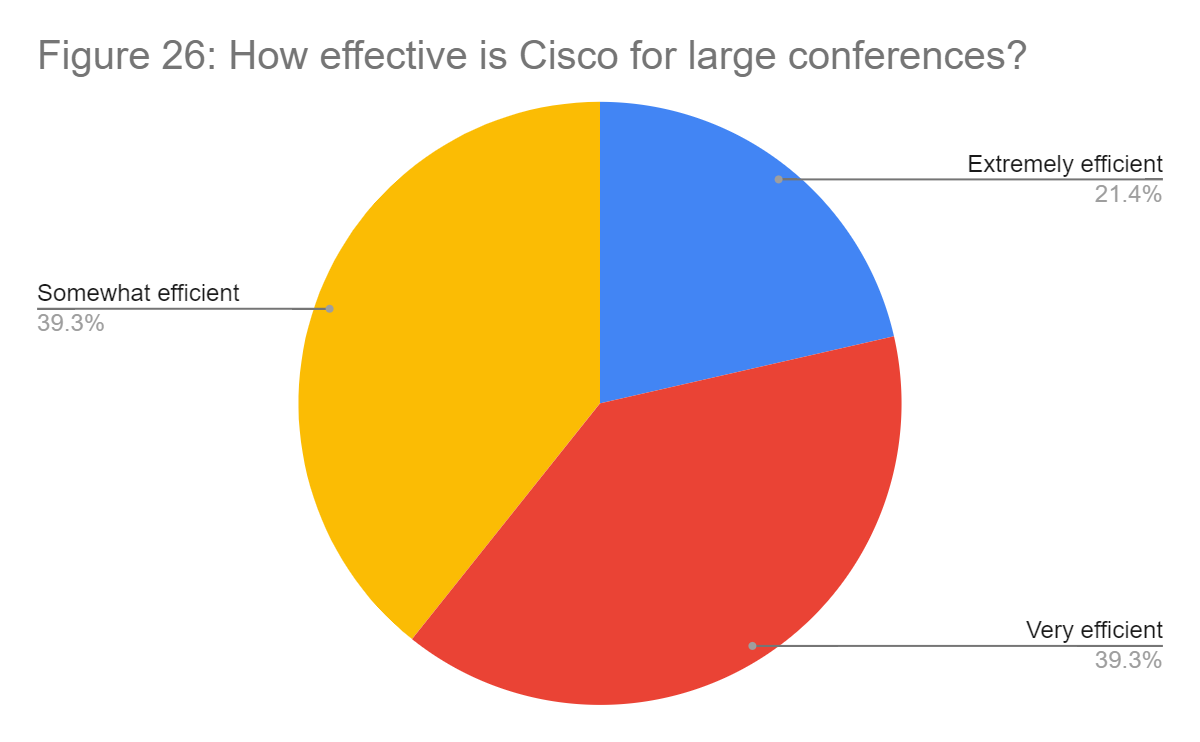 Figure 26: How effective is Cisco for large conferences?
Extremely efficient
21.4%
Somewhat efficient
39.3%
Very efficient
39.3%